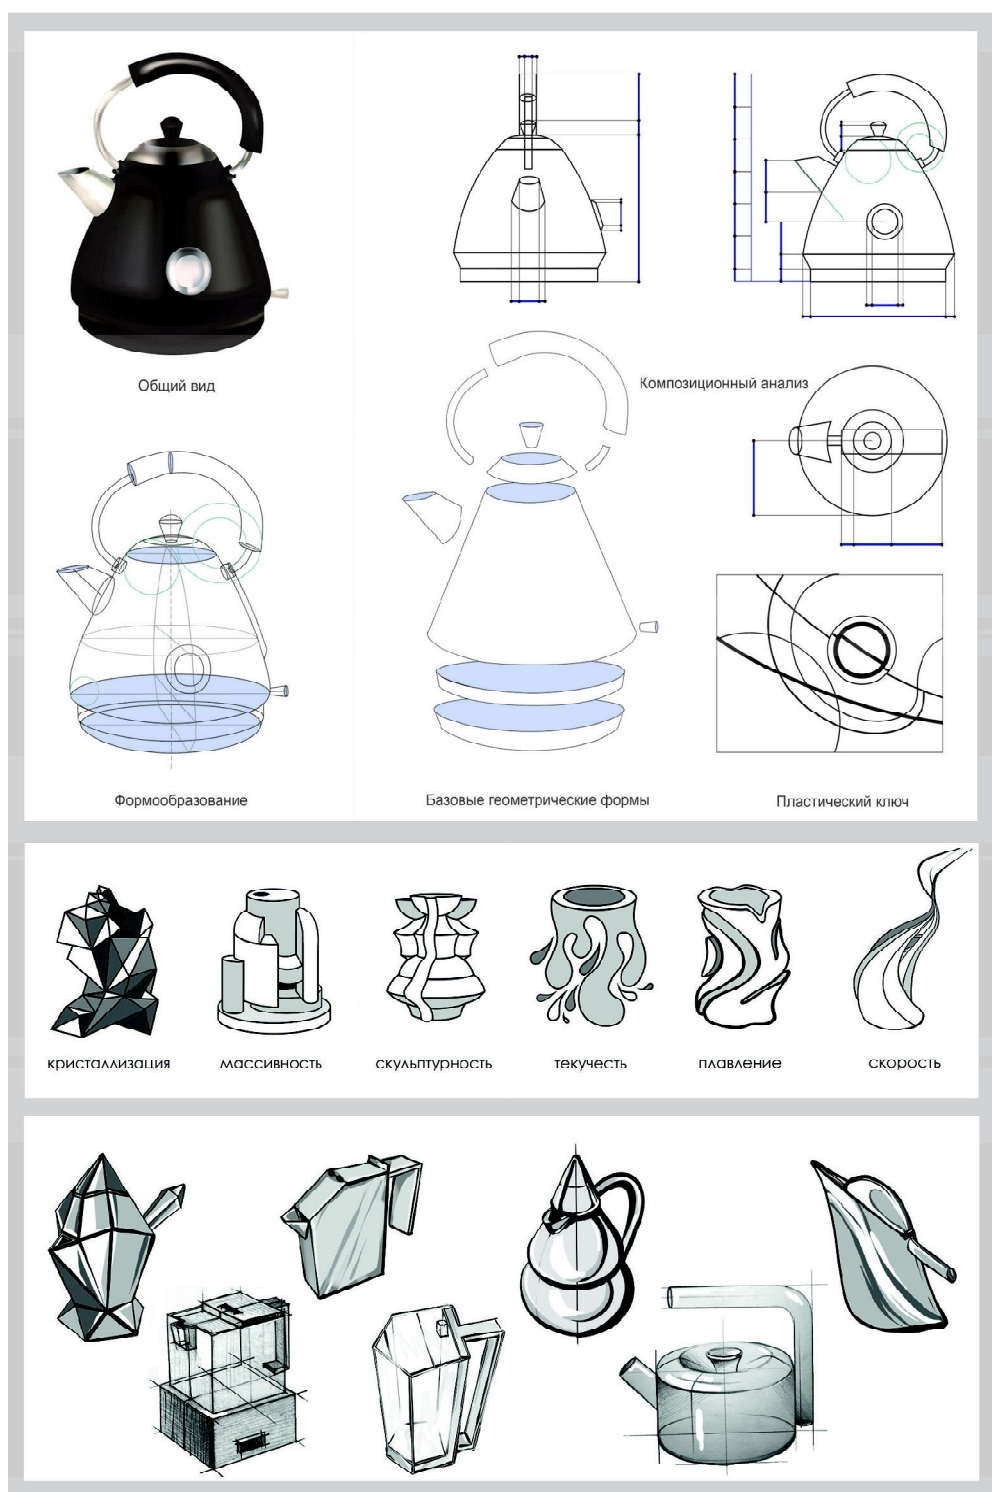 Общий вид
Композиционный анализ
Формообразование
Базовые геометрические формы
Пластический ключ
кристаллизация
массивность
скульптурность
текучесть
плавление
скорость